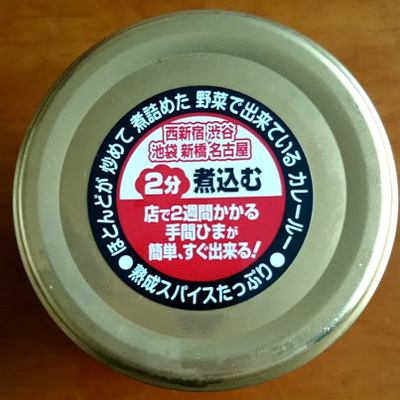 ほとんどが 炒めて 煮詰めた 野菜で出来ている カレールー
西新宿 渋谷
池袋 新橋 名古屋
2分 煮込む
店で2週間かかる
手間ひまが
簡単、すぐ出来る!
●熟成スパイスたっぷり●